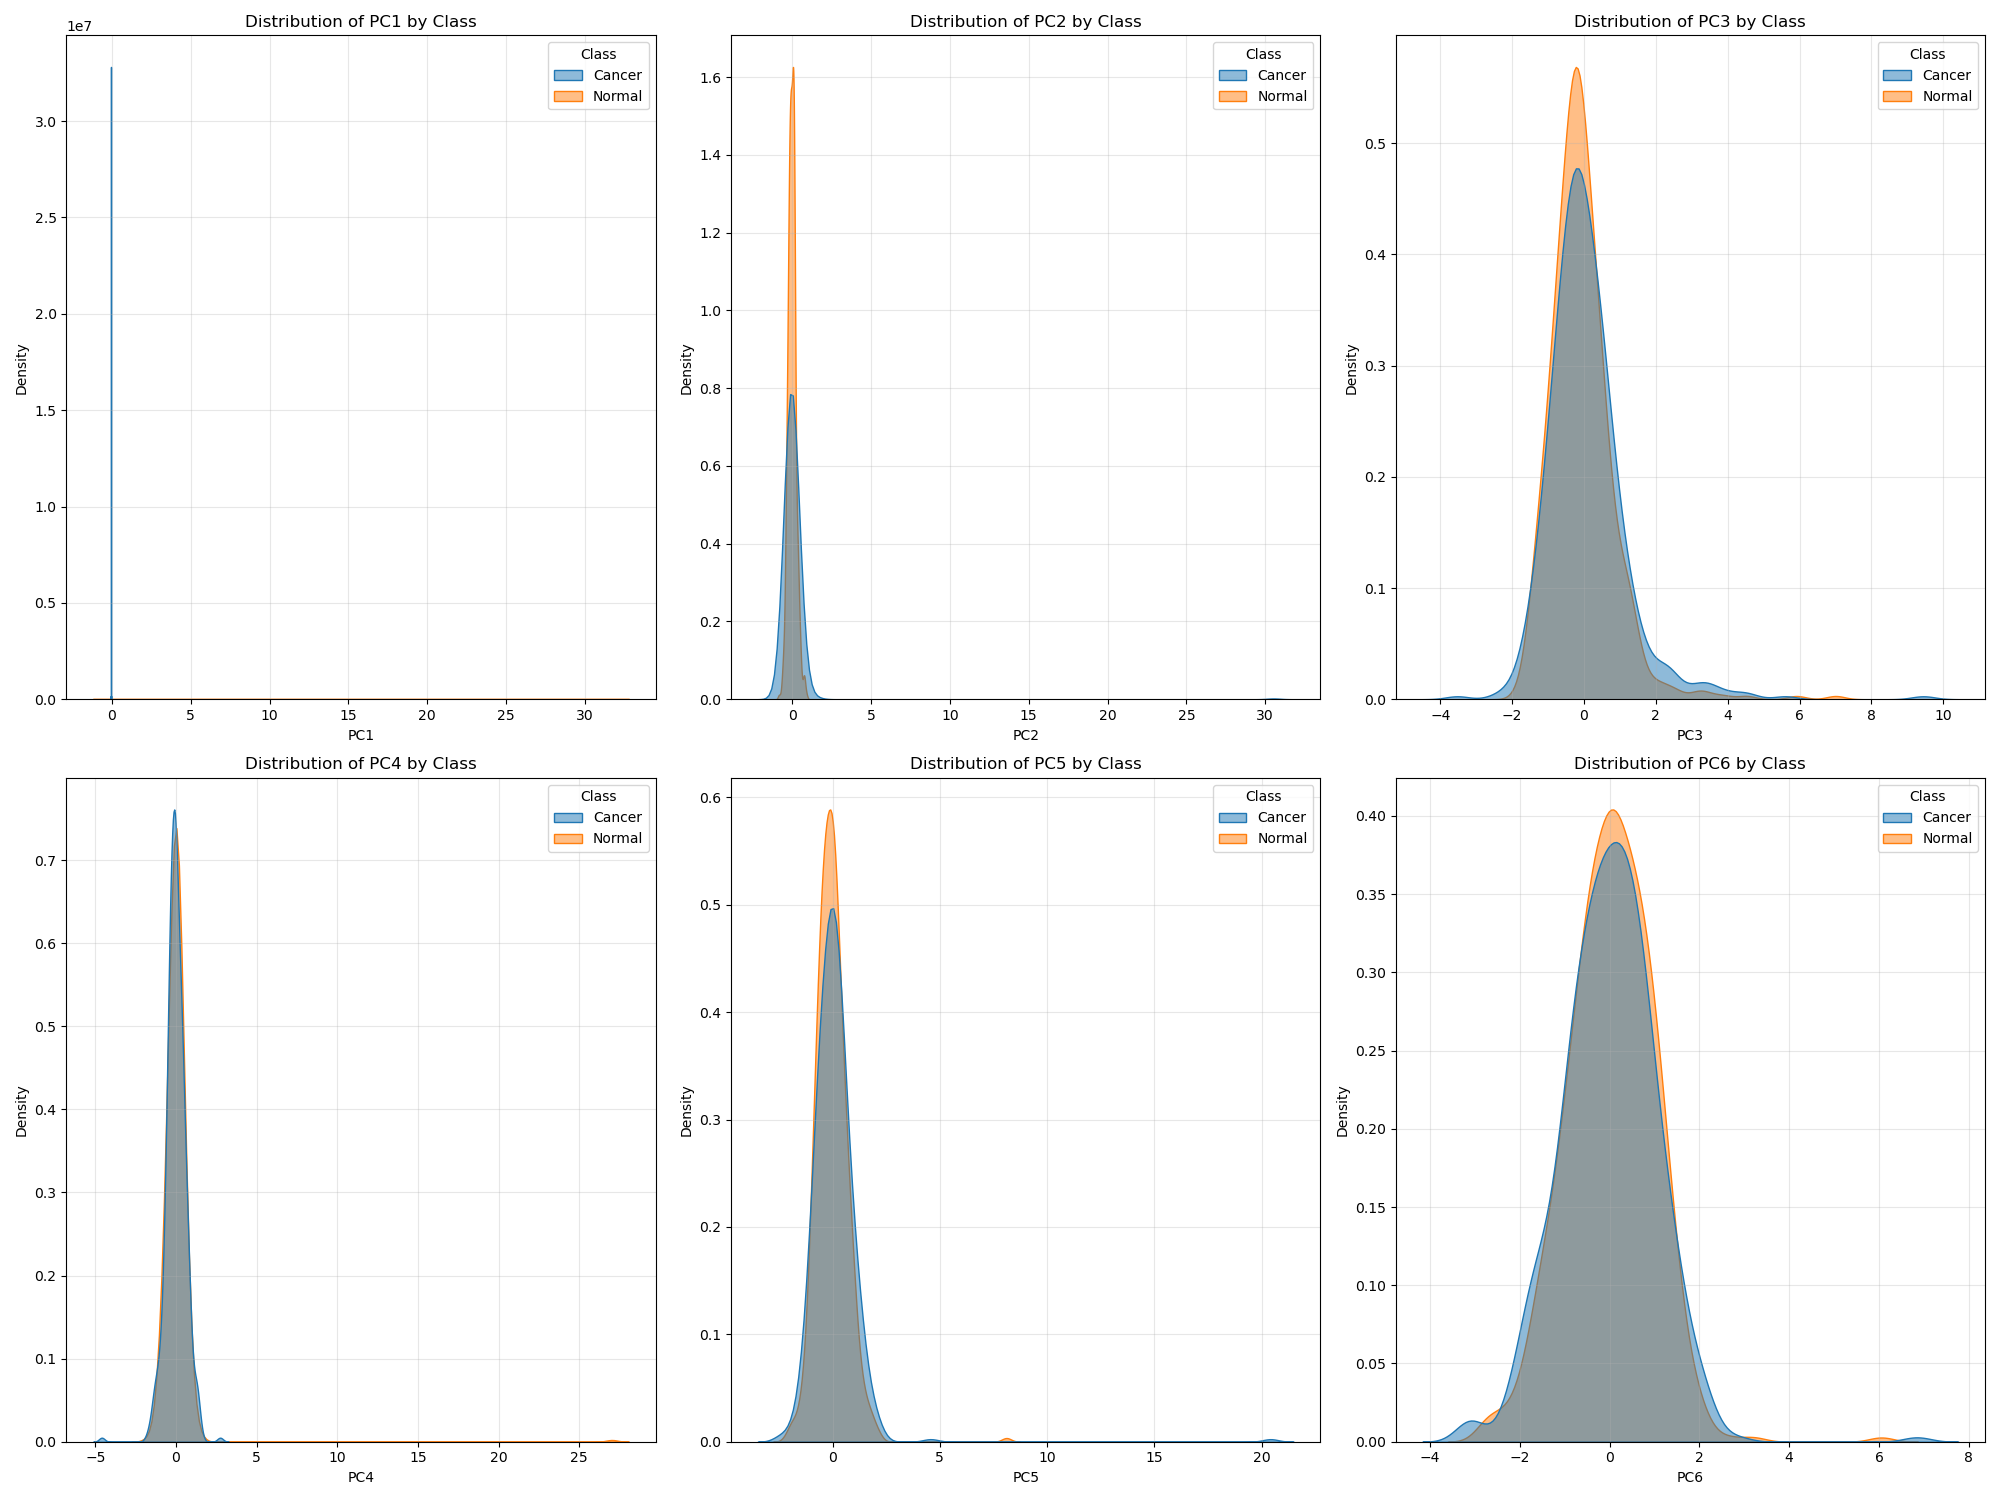 Distribution of PC1 by Class
1e7
Class
Cancer
Normal
3.0
2.5
2.0
1.5
1.0
0.5
0.0
Density
0 5 10 15 20 25 30
PC1
Distribution of PC2 by Class
Class
Cancer
Normal
1.6
1.4
1.2
1.0
0.8
0.6
0.4
0.2
0.0
Density
0 5 10 15 20 25 30
PC2
Distribution of PC3 by Class
Class
Cancer
Normal
0.5
0.4
0.3
0.2
0.1
0.0
Density
−4 −2 0 2 4 6 8 10
PC3
Distribution of PC4 by Class
Class
Cancer
Normal
0.7
0.6
0.5
0.4
0.3
0.2
0.1
0.0
Density
−5 0 5 10 15 20 25
PC4
Distribution of PC5 by Class
Class
Cancer
Normal
0.6
0.5
0.4
0.3
0.2
0.1
0.0
Density
0 5 10 15 20
PC5
Distribution of PC6 by Class
Class
Cancer
Normal
0.40
0.35
0.30
0.25
0.20
0.15
0.10
0.05
0.00
Density
−4 −2 0 2 4 6 8
PC6